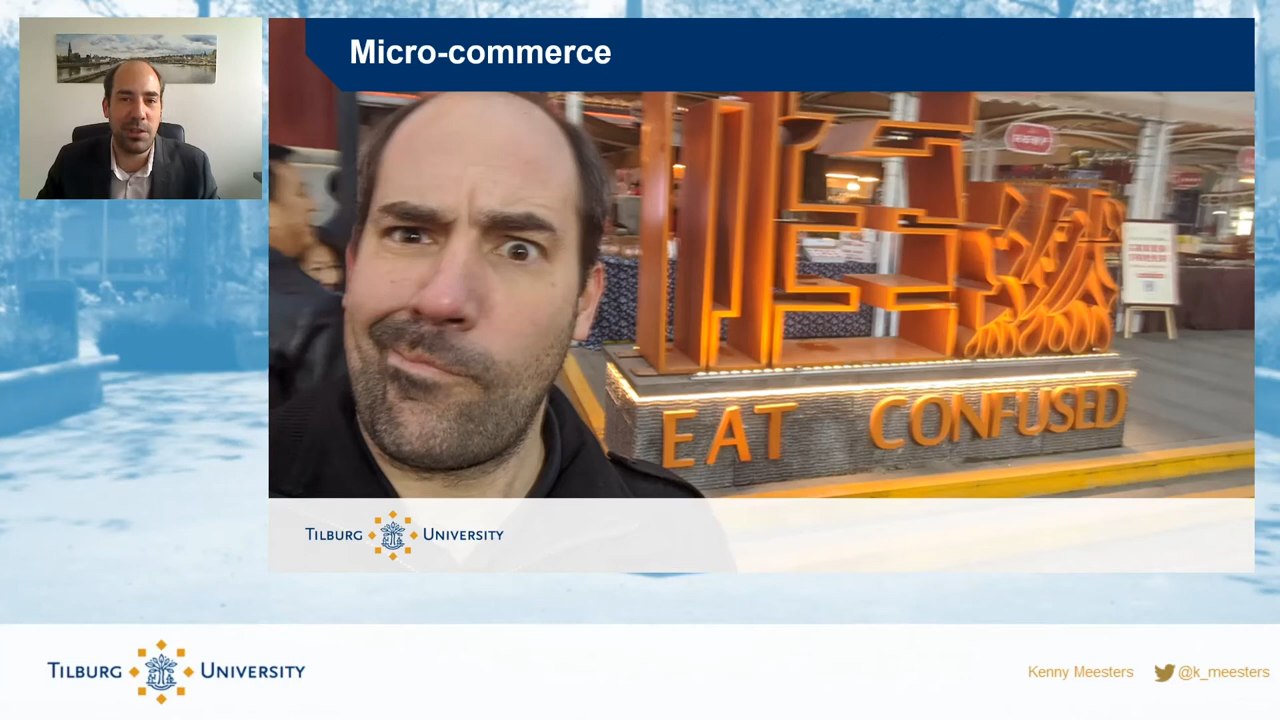 Micro-commerce
EAT CONFUSED
TILBURG UNIVERSITY
TILBURG UNIVERSITY
Kenny Meesters
@k_meesters